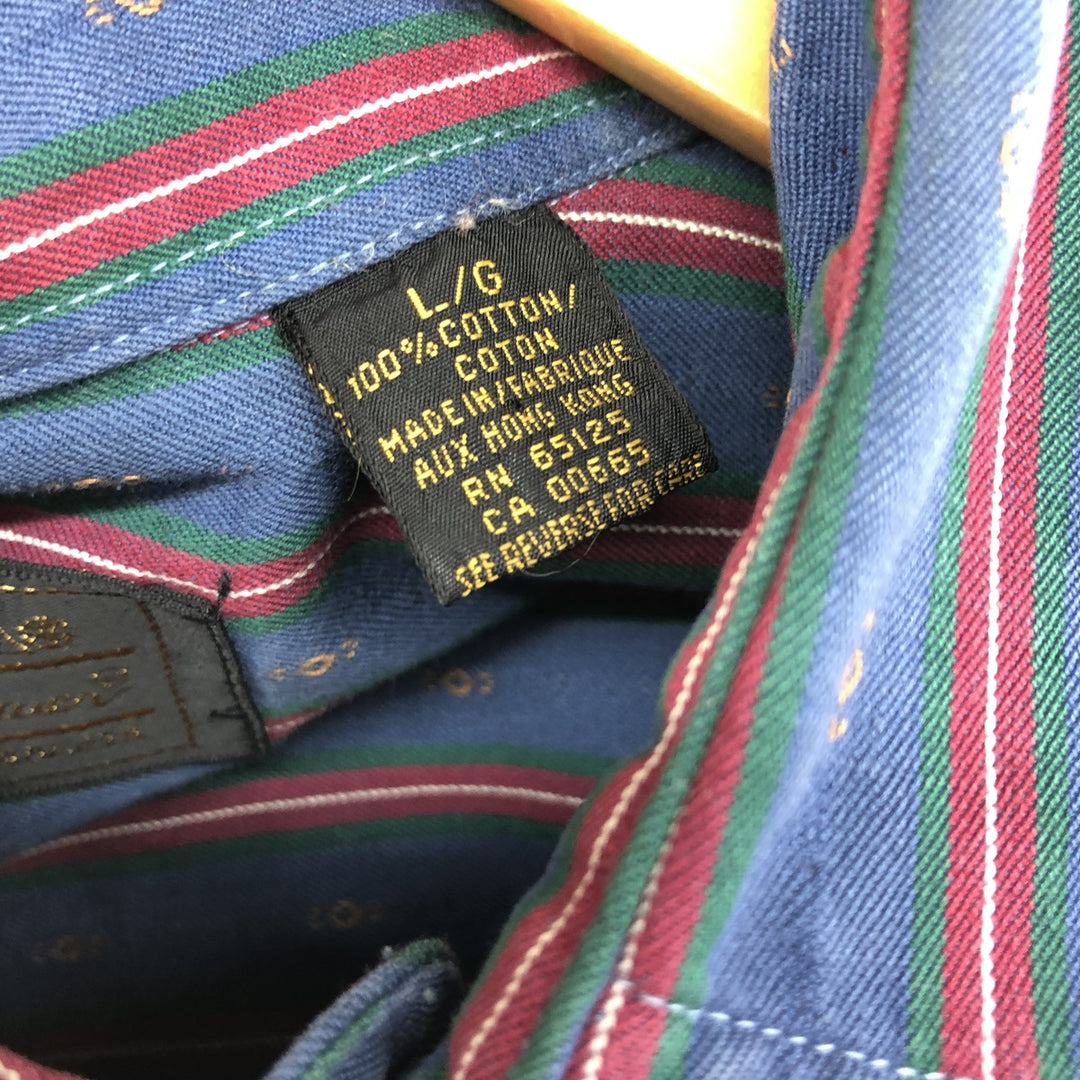 L/G
100% COTTON/
COTON
MADE IN/FABRIQUE
AUX HONG KONG
RN 65125
CA 00665
SEE REVERSE FOR CARE